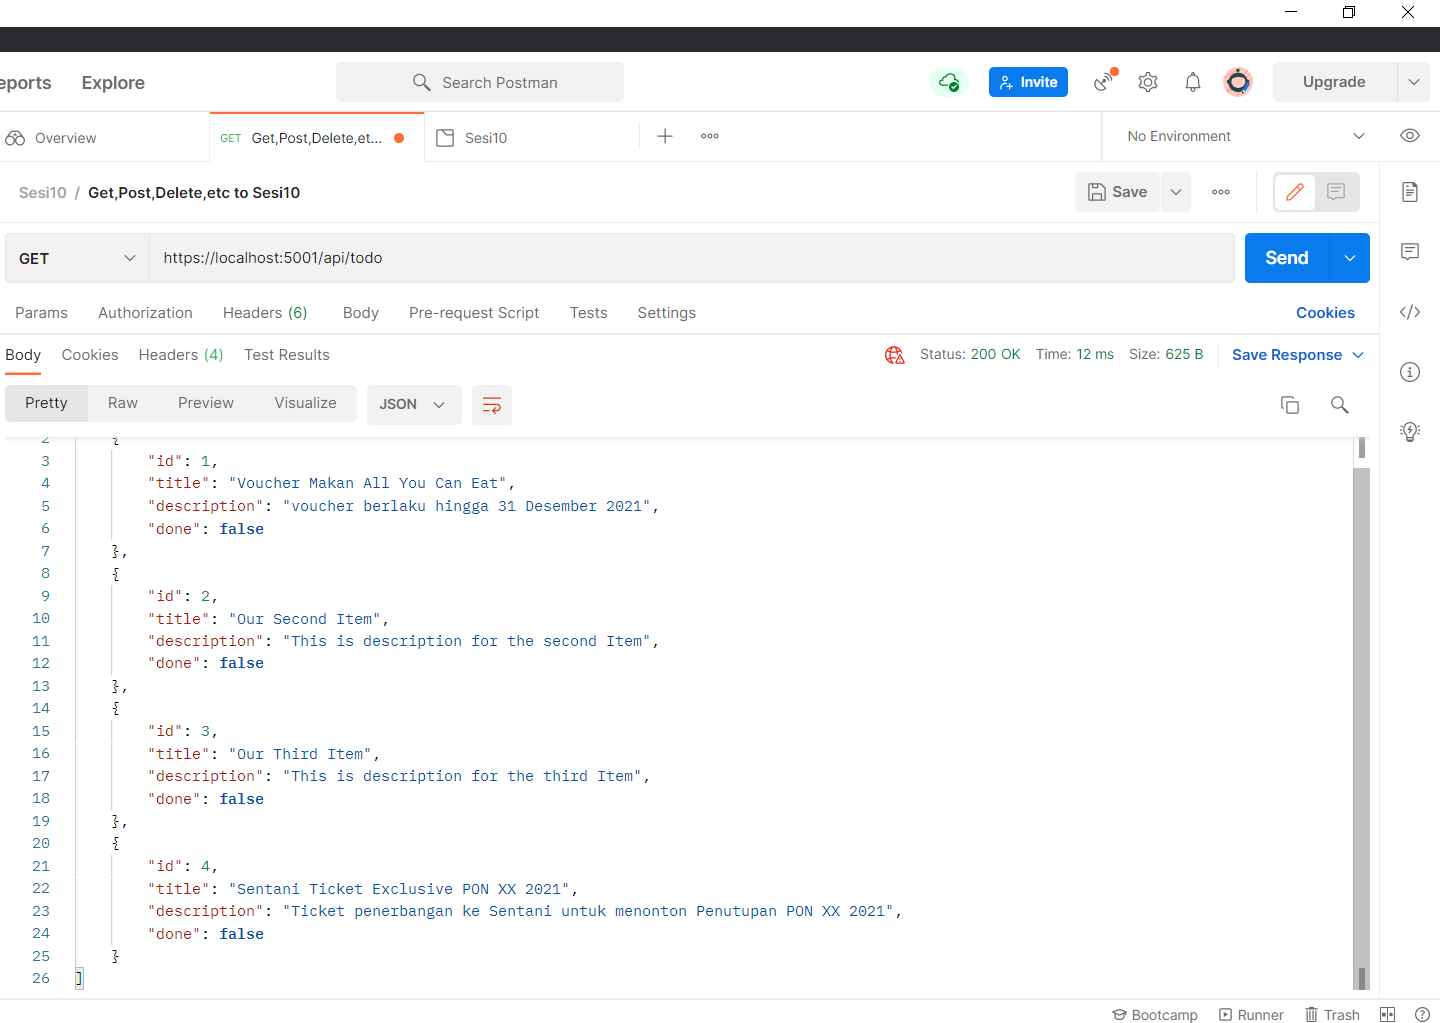 eports Explore Search Postman Invite Upgrade
Overview GET Get,Post,Delete,et... Sesi10 No Environment
Sesi10 / Get,Post,Delete,etc to Sesi10 Save
GET https://localhost:5001/api/todo Send
Params Authorization Headers (6) Body Pre-request Script Tests Settings Cookies
Body Cookies Headers (4) Test Results Status: 200 OK Time: 12 ms Size: 625 B Save Response
Pretty Raw Preview Visualize JSON
2 {
3 "id": 1,
4 "title": "Voucher Makan All You Can Eat",
5 "description": "voucher berlaku hingga 31 Desember 2021",
6 "done": false
7 },
8 {
9 "id": 2,
10 "title": "Our Second Item",
11 "description": "This is description for the second Item",
12 "done": false
13 },
14 {
15 "id": 3,
16 "title": "Our Third Item",
17 "description": "This is description for the third Item",
18 "done": false
19 },
20 {
21 "id": 4,
22 "title": "Sentani Ticket Exclusive PON XX 2021",
23 "description": "Ticket penerbangan ke Sentani untuk menonton Penutupan PON XX 2021",
24 "done": false
25 }
26 ]
Bootcamp Runner Trash